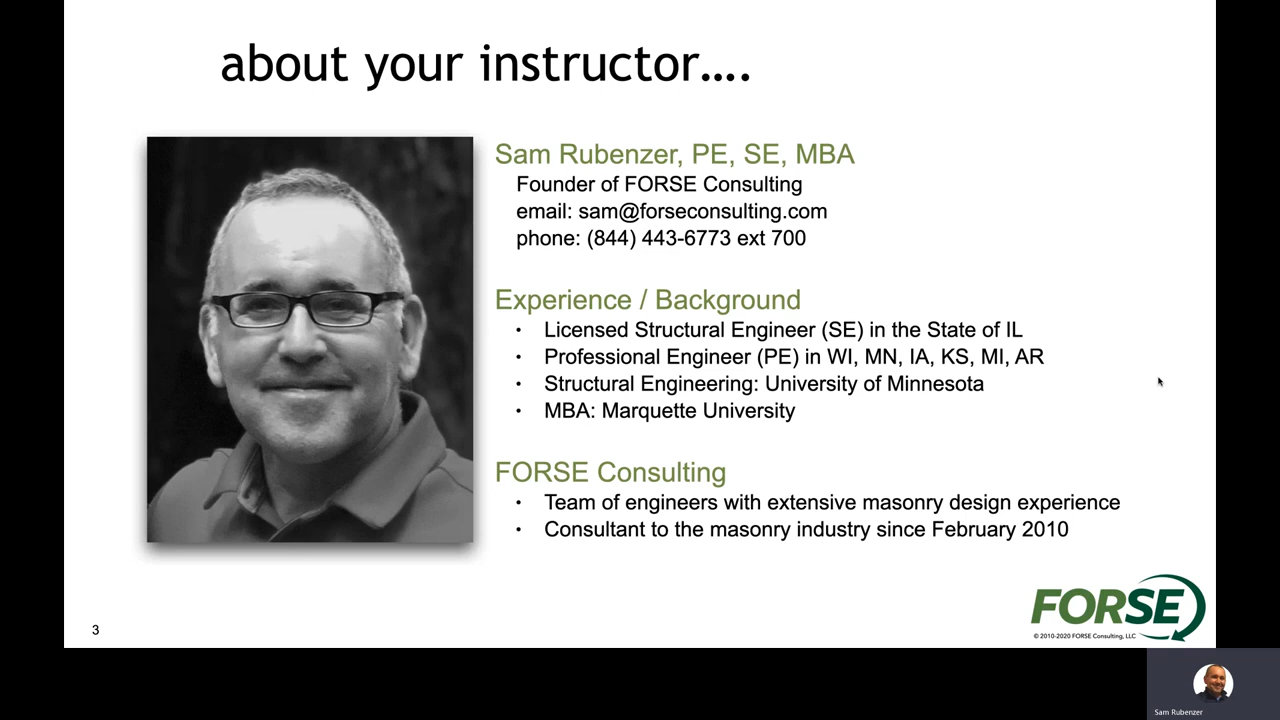 about your instructor....
Sam Rubenzer, PE, SE, MBA
Founder of FORSE Consulting
email: sam@forseconsulting.com
phone: (844) 443-6773 ext 700
Experience / Background
• Licensed Structural Engineer (SE) in the State of IL
• Professional Engineer (PE) in WI, MN, IA, KS, MI, AR
• Structural Engineering: University of Minnesota
• MBA: Marquette University
FORSE Consulting
• Team of engineers with extensive masonry design experience
• Consultant to the masonry industry since February 2010
FORSE
© 2010-2020 FORSE Consulting, LLC
3
Sam Rubenzer